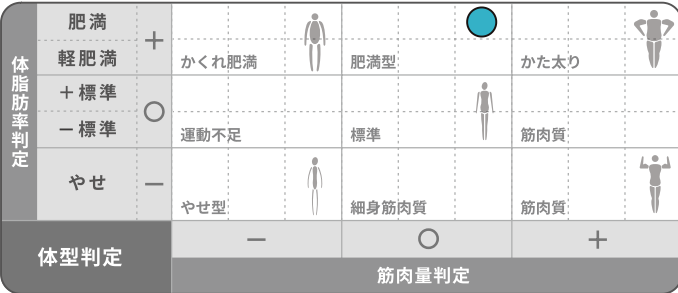 体脂肪率判定
肥満
＋
軽肥満
かくれ肥満
肥満型
かた太り
＋標準
○
－標準
運動不足
標準
筋肉質
やせ
－
やせ型
細身筋肉質
筋肉質
体型判定
－
○
＋
筋肉量判定